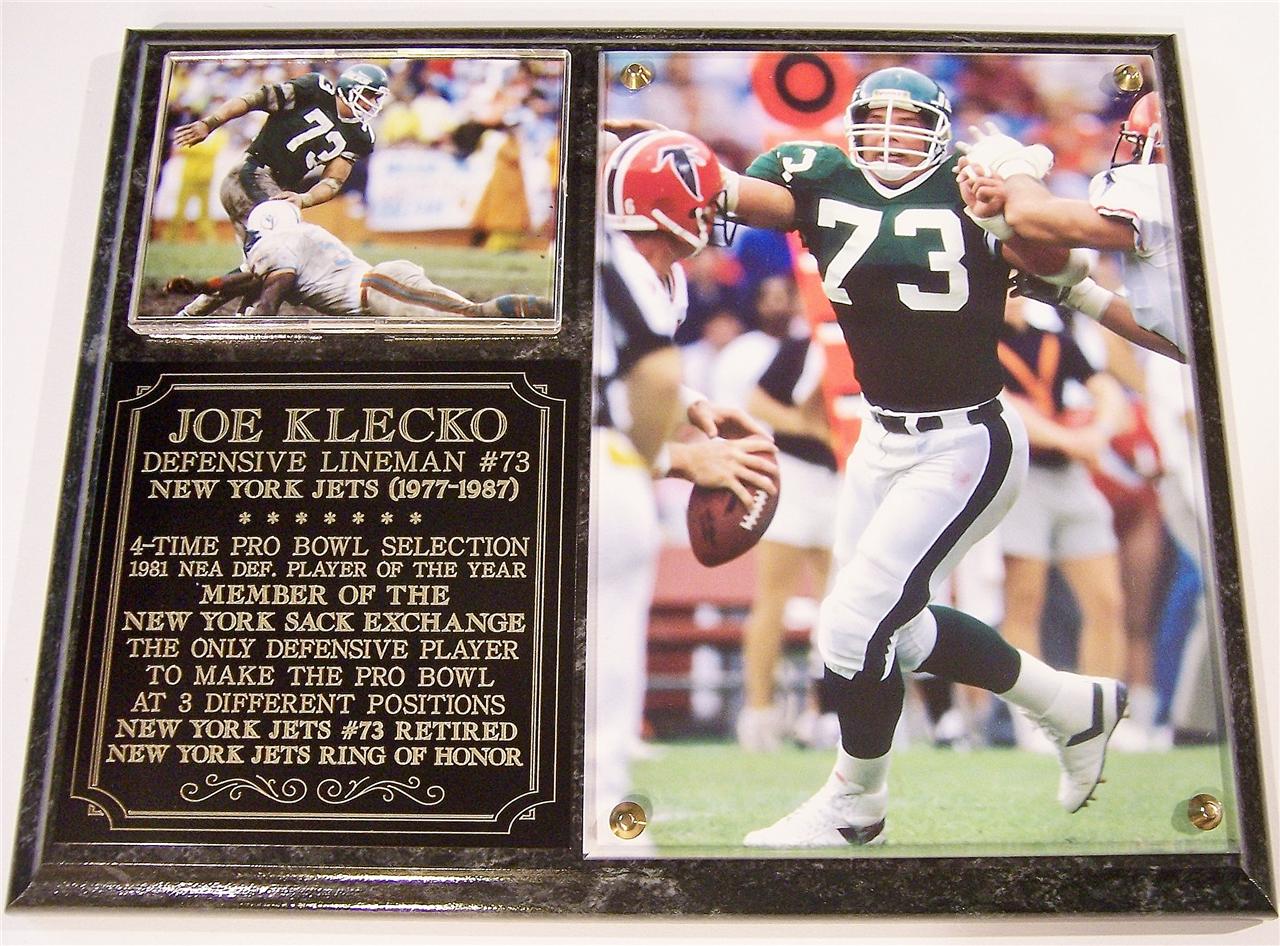 73
JOE KLECKO
DEFENSIVE LINEMAN #73
NEW YORK JETS (1977-1987)
* * * * * * *
4-TIME PRO BOWL SELECTION
1981 NEA DEF. PLAYER OF THE YEAR
MEMBER OF THE
NEW YORK SACK EXCHANGE
THE ONLY DEFENSIVE PLAYER
TO MAKE THE PRO BOWL
AT 3 DIFFERENT POSITIONS
NEW YORK JETS #73 RETIRED
NEW YORK JETS RING OF HONOR
73